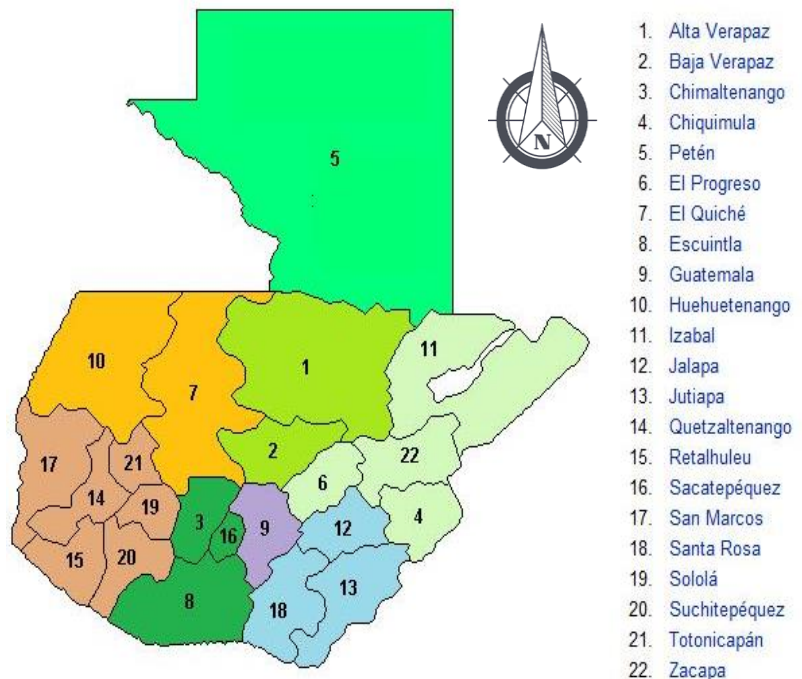 5
N
10
7
1
11
17
21
2
22
14
19
6
3
16
9
12
4
15
20
8
18
13
1. Alta Verapaz
2. Baja Verapaz
3. Chimaltenango
4. Chiquimula
5. Petén
6. El Progreso
7. El Quiché
8. Escuintla
9. Guatemala
10. Huehuetenango
11. Izabal
12. Jalapa
13. Jutiapa
14. Quetzaltenango
15. Retalhuleu
16. Sacatepéquez
17. San Marcos
18. Santa Rosa
19. Sololá
20. Suchitepéquez
21. Totonicapán
22. Zacapa